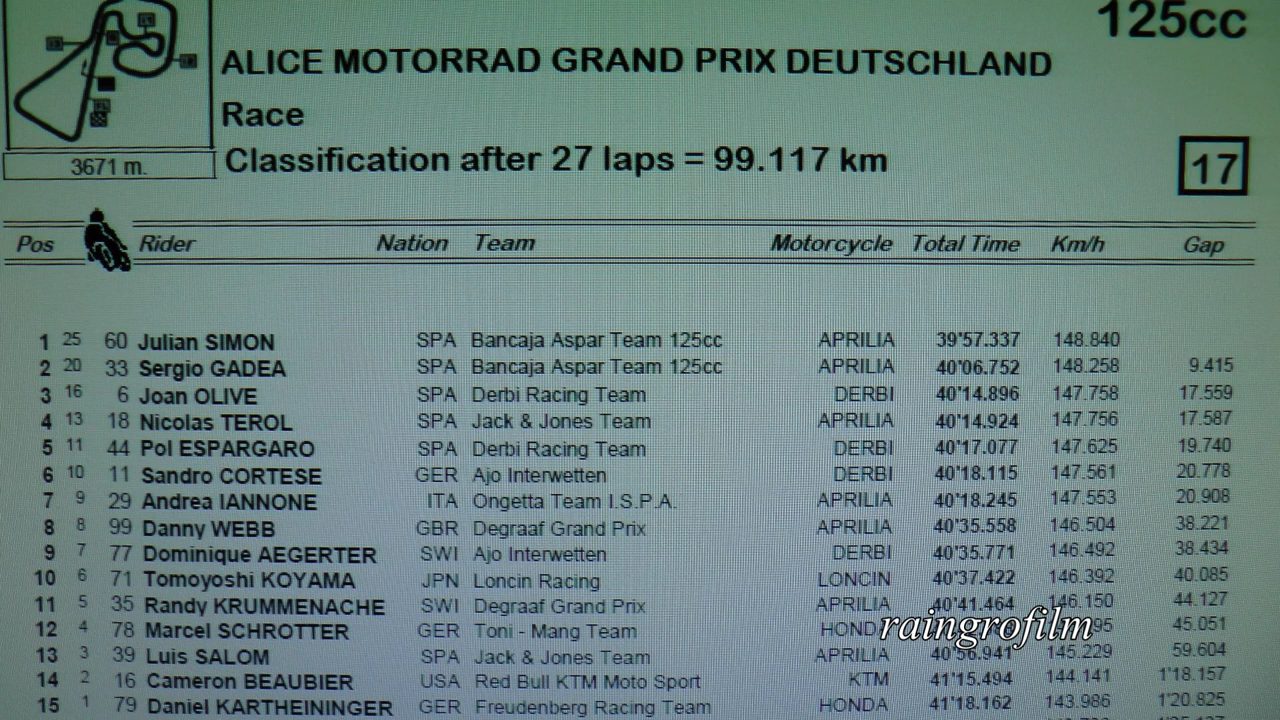 125cc
ALICE MOTORRAD GRAND PRIX DEUTSCHLAND
Race
Classification after 27 laps = 99.117 km
3671 m.
17
Pos Rider Nation Team Motorcycle Total Time Km/h Gap
1 25 60 Julian SIMON SPA Bancaja Aspar Team 125cc APRILIA 39'57.337 148.840
2 20 33 Sergio GADEA SPA Bancaja Aspar Team 125cc APRILIA 40'06.752 148.258 9.415
3 16 6 Joan OLIVE SPA Derbi Racing Team DERBI 40'14.896 147.758 17.559
4 13 18 Nicolas TEROL SPA Jack & Jones Team APRILIA 40'14.924 147.756 17.587
5 11 44 Pol ESPARGARO SPA Derbi Racing Team DERBI 40'17.077 147.625 19.740
6 10 11 Sandro CORTESE GER Ajo Interwetten DERBI 40'18.115 147.561 20.778
7 9 29 Andrea IANNONE ITA Ongetta Team I.S.P.A. APRILIA 40'18.245 147.553 20.908
8 8 99 Danny WEBB GBR Degraaf Grand Prix APRILIA 40'35.558 146.504 38.221
9 7 77 Dominique AEGERTER SWI Ajo Interwetten DERBI 40'35.771 146.492 38.434
10 6 71 Tomoyoshi KOYAMA JPN Loncin Racing LONCIN 40'37.422 146.392 40.085
11 5 35 Randy KRUMMENACHE SWI Degraaf Grand Prix APRILIA 40'41.464 146.150 44.127
12 4 78 Marcel SCHROTTER GER Toni - Mang Team HONDA 45.051
raingrofilm
13 3 39 Luis SALOM SPA Jack & Jones Team APRILIA 40'56.941 145.229 59.604
14 2 16 Cameron BEAUBIER USA Red Bull KTM Moto Sport KTM 41'15.494 144.141 1'18.157
15 1 79 Daniel KARTHEININGER GER Freudenberg Racing Team HONDA 41'18.162 143.986 1'20.825